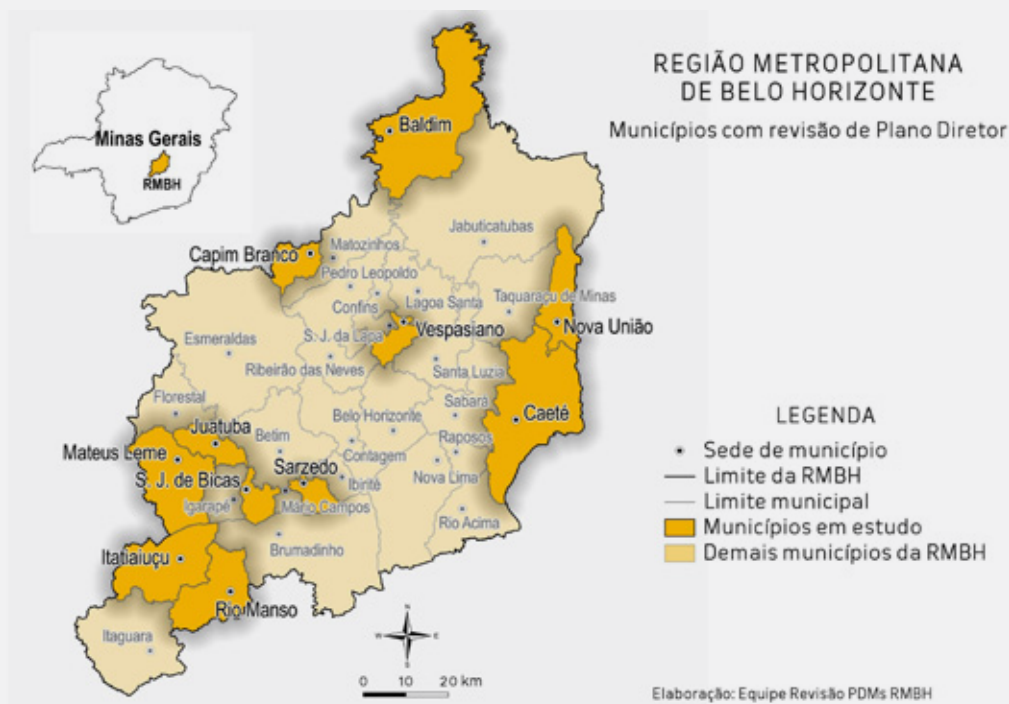 REGIÃO METROPOLITANA
DE BELO HORIZONTE
Municípios com revisão de Plano Diretor
Minas Gerais
RMBH
Baldim
Jabuticatubas
Capim Branco
Matozinhos
Pedro Leopoldo
Confins
Lagoa Santa
Taquaraçu de Minas
S. J. da Lapa
Vespasiano
Nova União
Esmeraldas
Ribeirão das Neves
Santa Luzia
Florestal
Sabará
Caeté
Juatuba
Belo Horizonte
Raposos
Mateus Leme
Betim
Contagem
S. J. de Bicas
Sarzedo
Ibirité
Nova Lima
Igarapé
Mário Campos
Rio Acima
Brumadinho
Itatiaiuçu
Rio Manso
Itaguara
N
W
E
S
0 10 20 km
LEGENDA
Sede de município
Limite da RMBH
Limite municipal
Municípios em estudo
Demais municípios da RMBH
Elaboração: Equipe Revisão PDMs RMBH